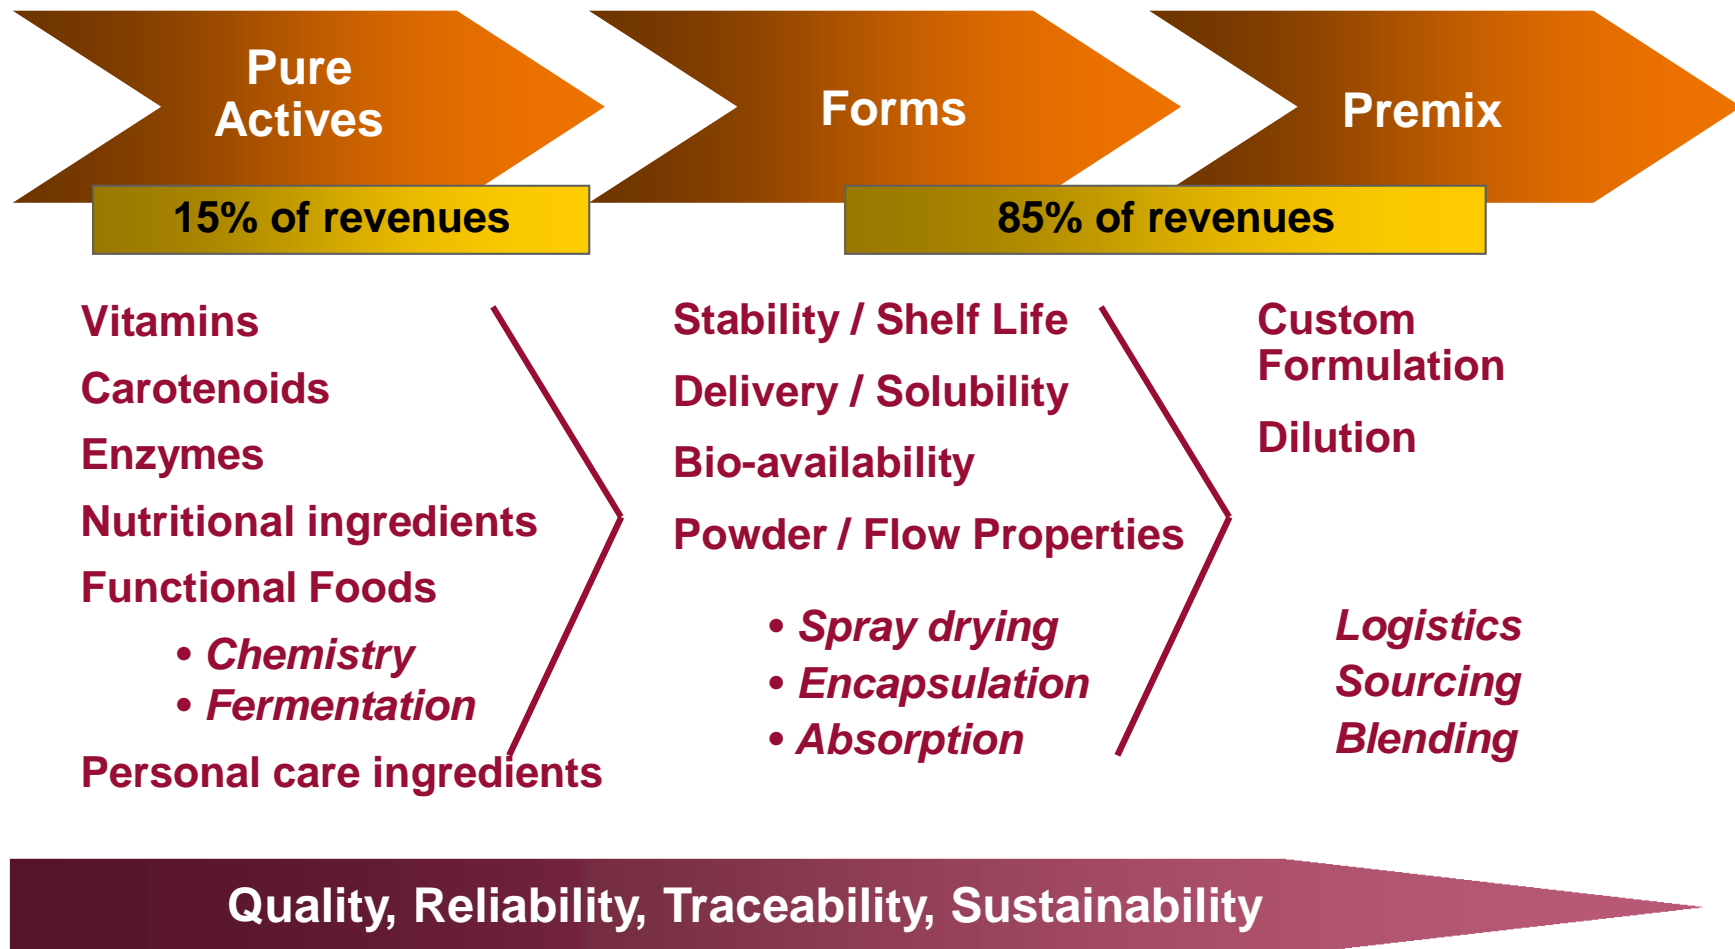 Pure
Actives
Forms
Premix
15% of revenues
85% of revenues
Vitamins
Carotenoids
Enzymes
Nutritional ingredients
Functional Foods
• Chemistry
• Fermentation
Personal care ingredients
Stability / Shelf Life
Delivery / Solubility
Bio-availability
Powder / Flow Properties
• Spray drying
• Encapsulation
• Absorption
Custom
Formulation
Dilution
Logistics
Sourcing
Blending
Quality, Reliability, Traceability, Sustainability